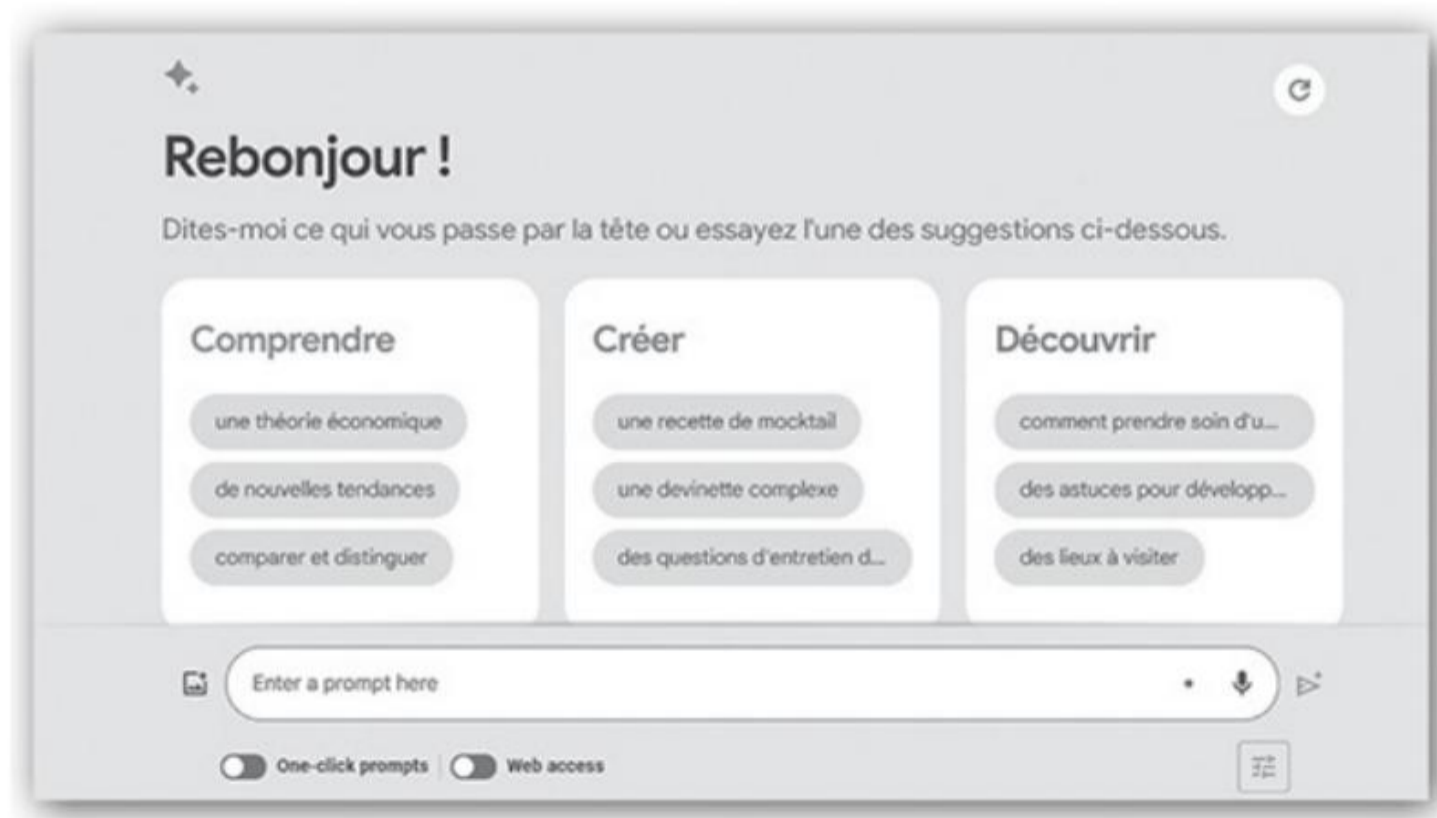 Rebonjour !
Dites-moi ce qui vous passe par la tête ou essayez l'une des suggestions ci-dessous.
Comprendre
une théorie économique
de nouvelles tendances
comparer et distinguer
Créer
une recette de mocktail
une devinette complexe
des questions d'entretien d...
Découvrir
comment prendre soin d'u...
des astuces pour développ...
des lieux à visiter
Enter a prompt here
One-click prompts
Web access